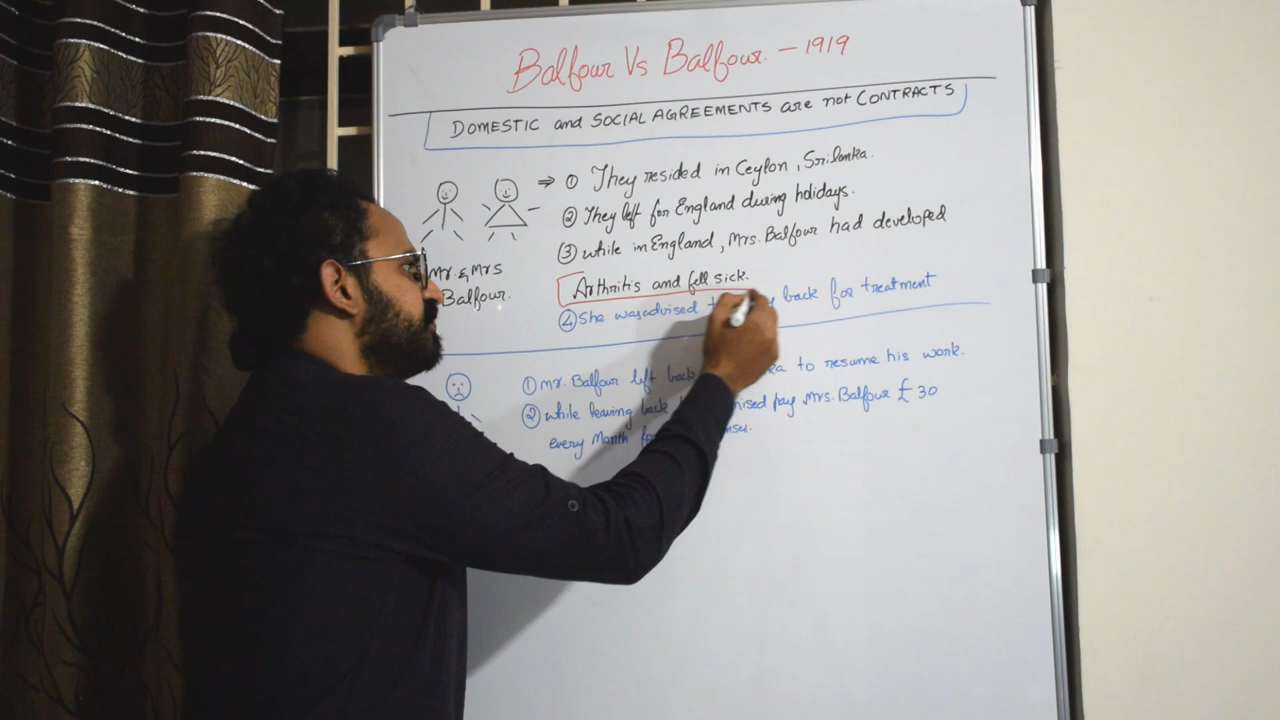 Balfour Vs Balfour. - 1919
DOMESTIC and SOCIAL AGREEMENTS are not CONTRACTS
⇒ ① They resided in Ceylon, Srilanka.
② They left for England during holidays.
③ while in England, Mrs. Balfour had developed
Arthritis and fell sick.
④ She was advised back for treatment
Mr. & Mrs
Balfour.
① Mr. Balfour left back to resume his work.
② while leaving back pay Mrs. Balfour £ 30
every Month